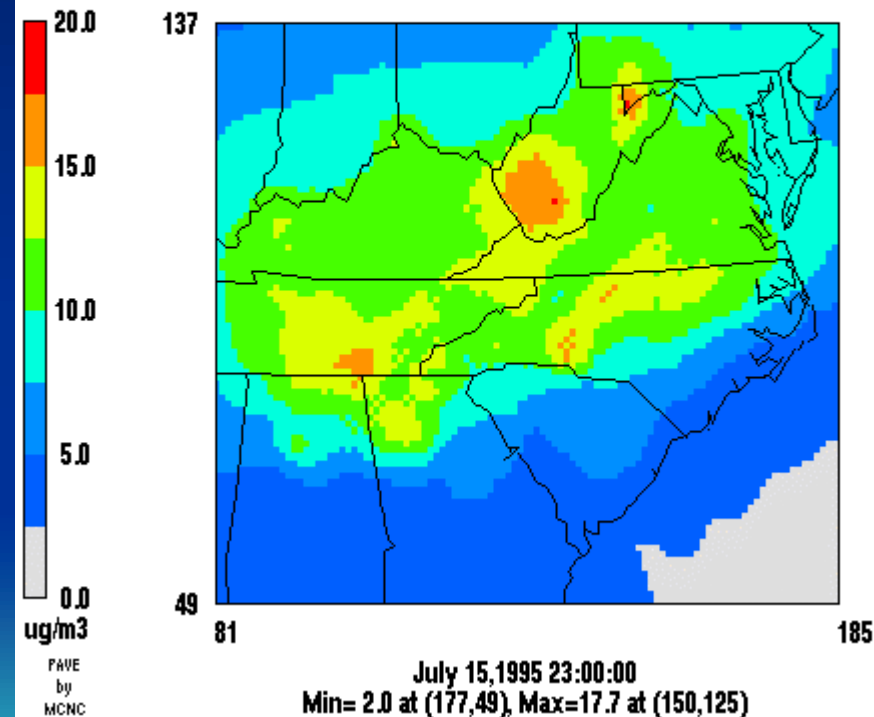 20.0
15.0
10.0
5.0
0.0
ug/m3
PAVE
by
MCNC
137
49
81
185
July 15,1995 23:00:00
Min= 2.0 at (177,49), Max=17.7 at (150,125)